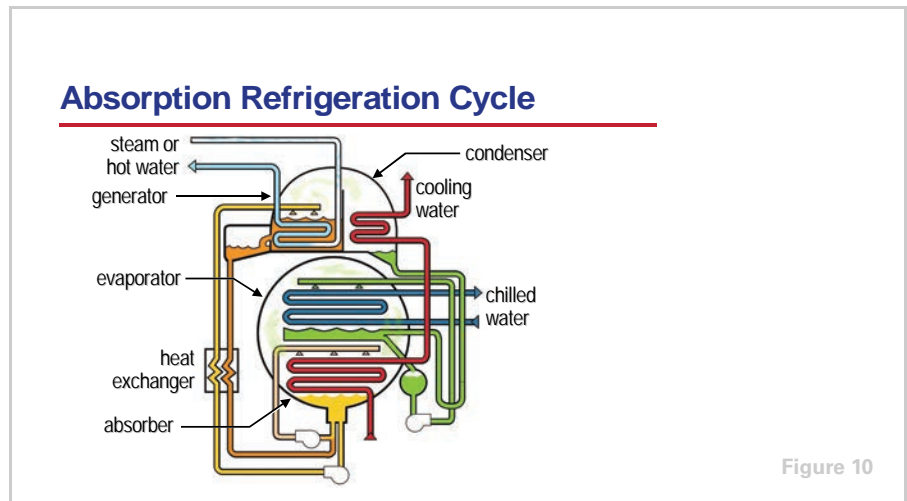 Absorption Refrigeration Cycle
steam or
hot water
generator
condenser
cooling
water
evaporator
chilled
water
heat
exchanger
absorber
Figure 10